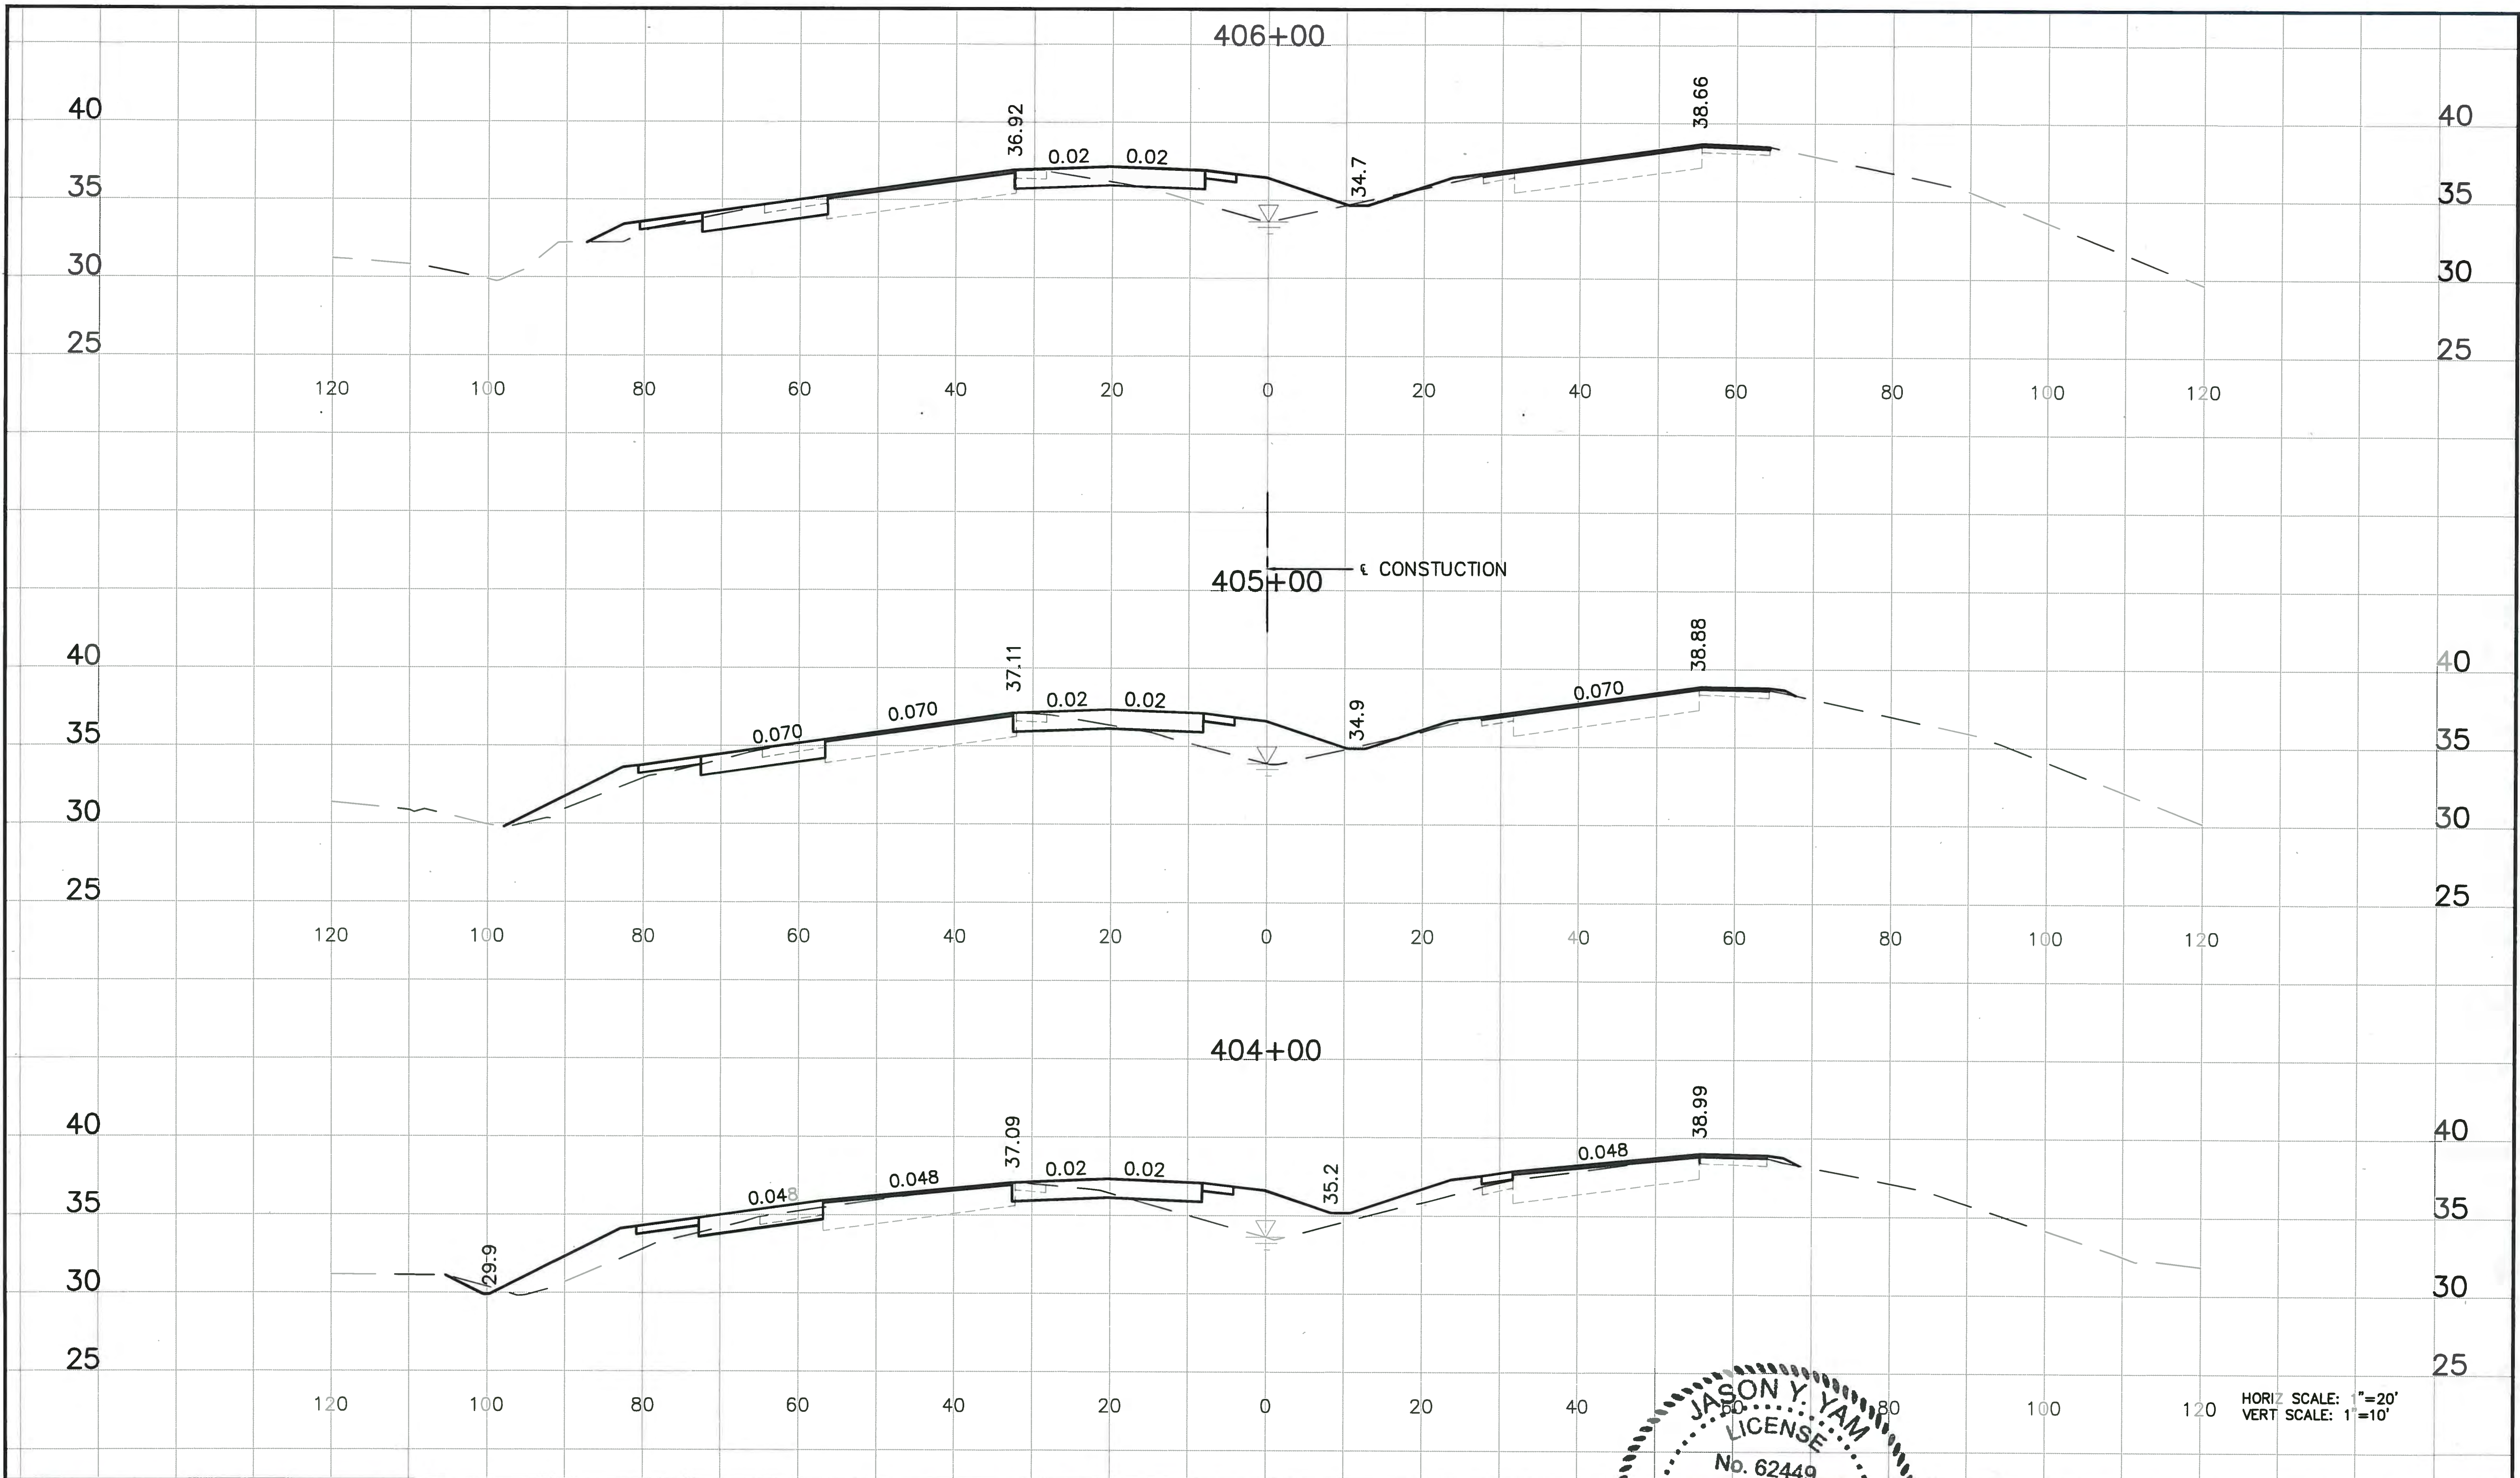 406+00
38.66
36.92
40 40
0.02 0.02
34.7
35 35
30 30
25 25
120 100 80 60 40 20 0 20 40 60 80 100 120
℄ CONSTUCTION
405+00
38.88
37.11
40 40
0.070 0.070 0.02 0.02 0.070
34.9
35 35
30 30
25 25
120 100 80 60 40 20 0 20 40 60 80 100 120
404+00
38.99
37.09
40 40
0.048 0.048 0.02 0.02 0.048
35.2
35 35
29.9
30 30
25 25
120 100 80 60 40 20 0 20 40 60 80 100 120
HORIZ SCALE: 1"=20'
VERT SCALE: 1"=10'
JASON Y. YAM
LICENSE
No. 62449